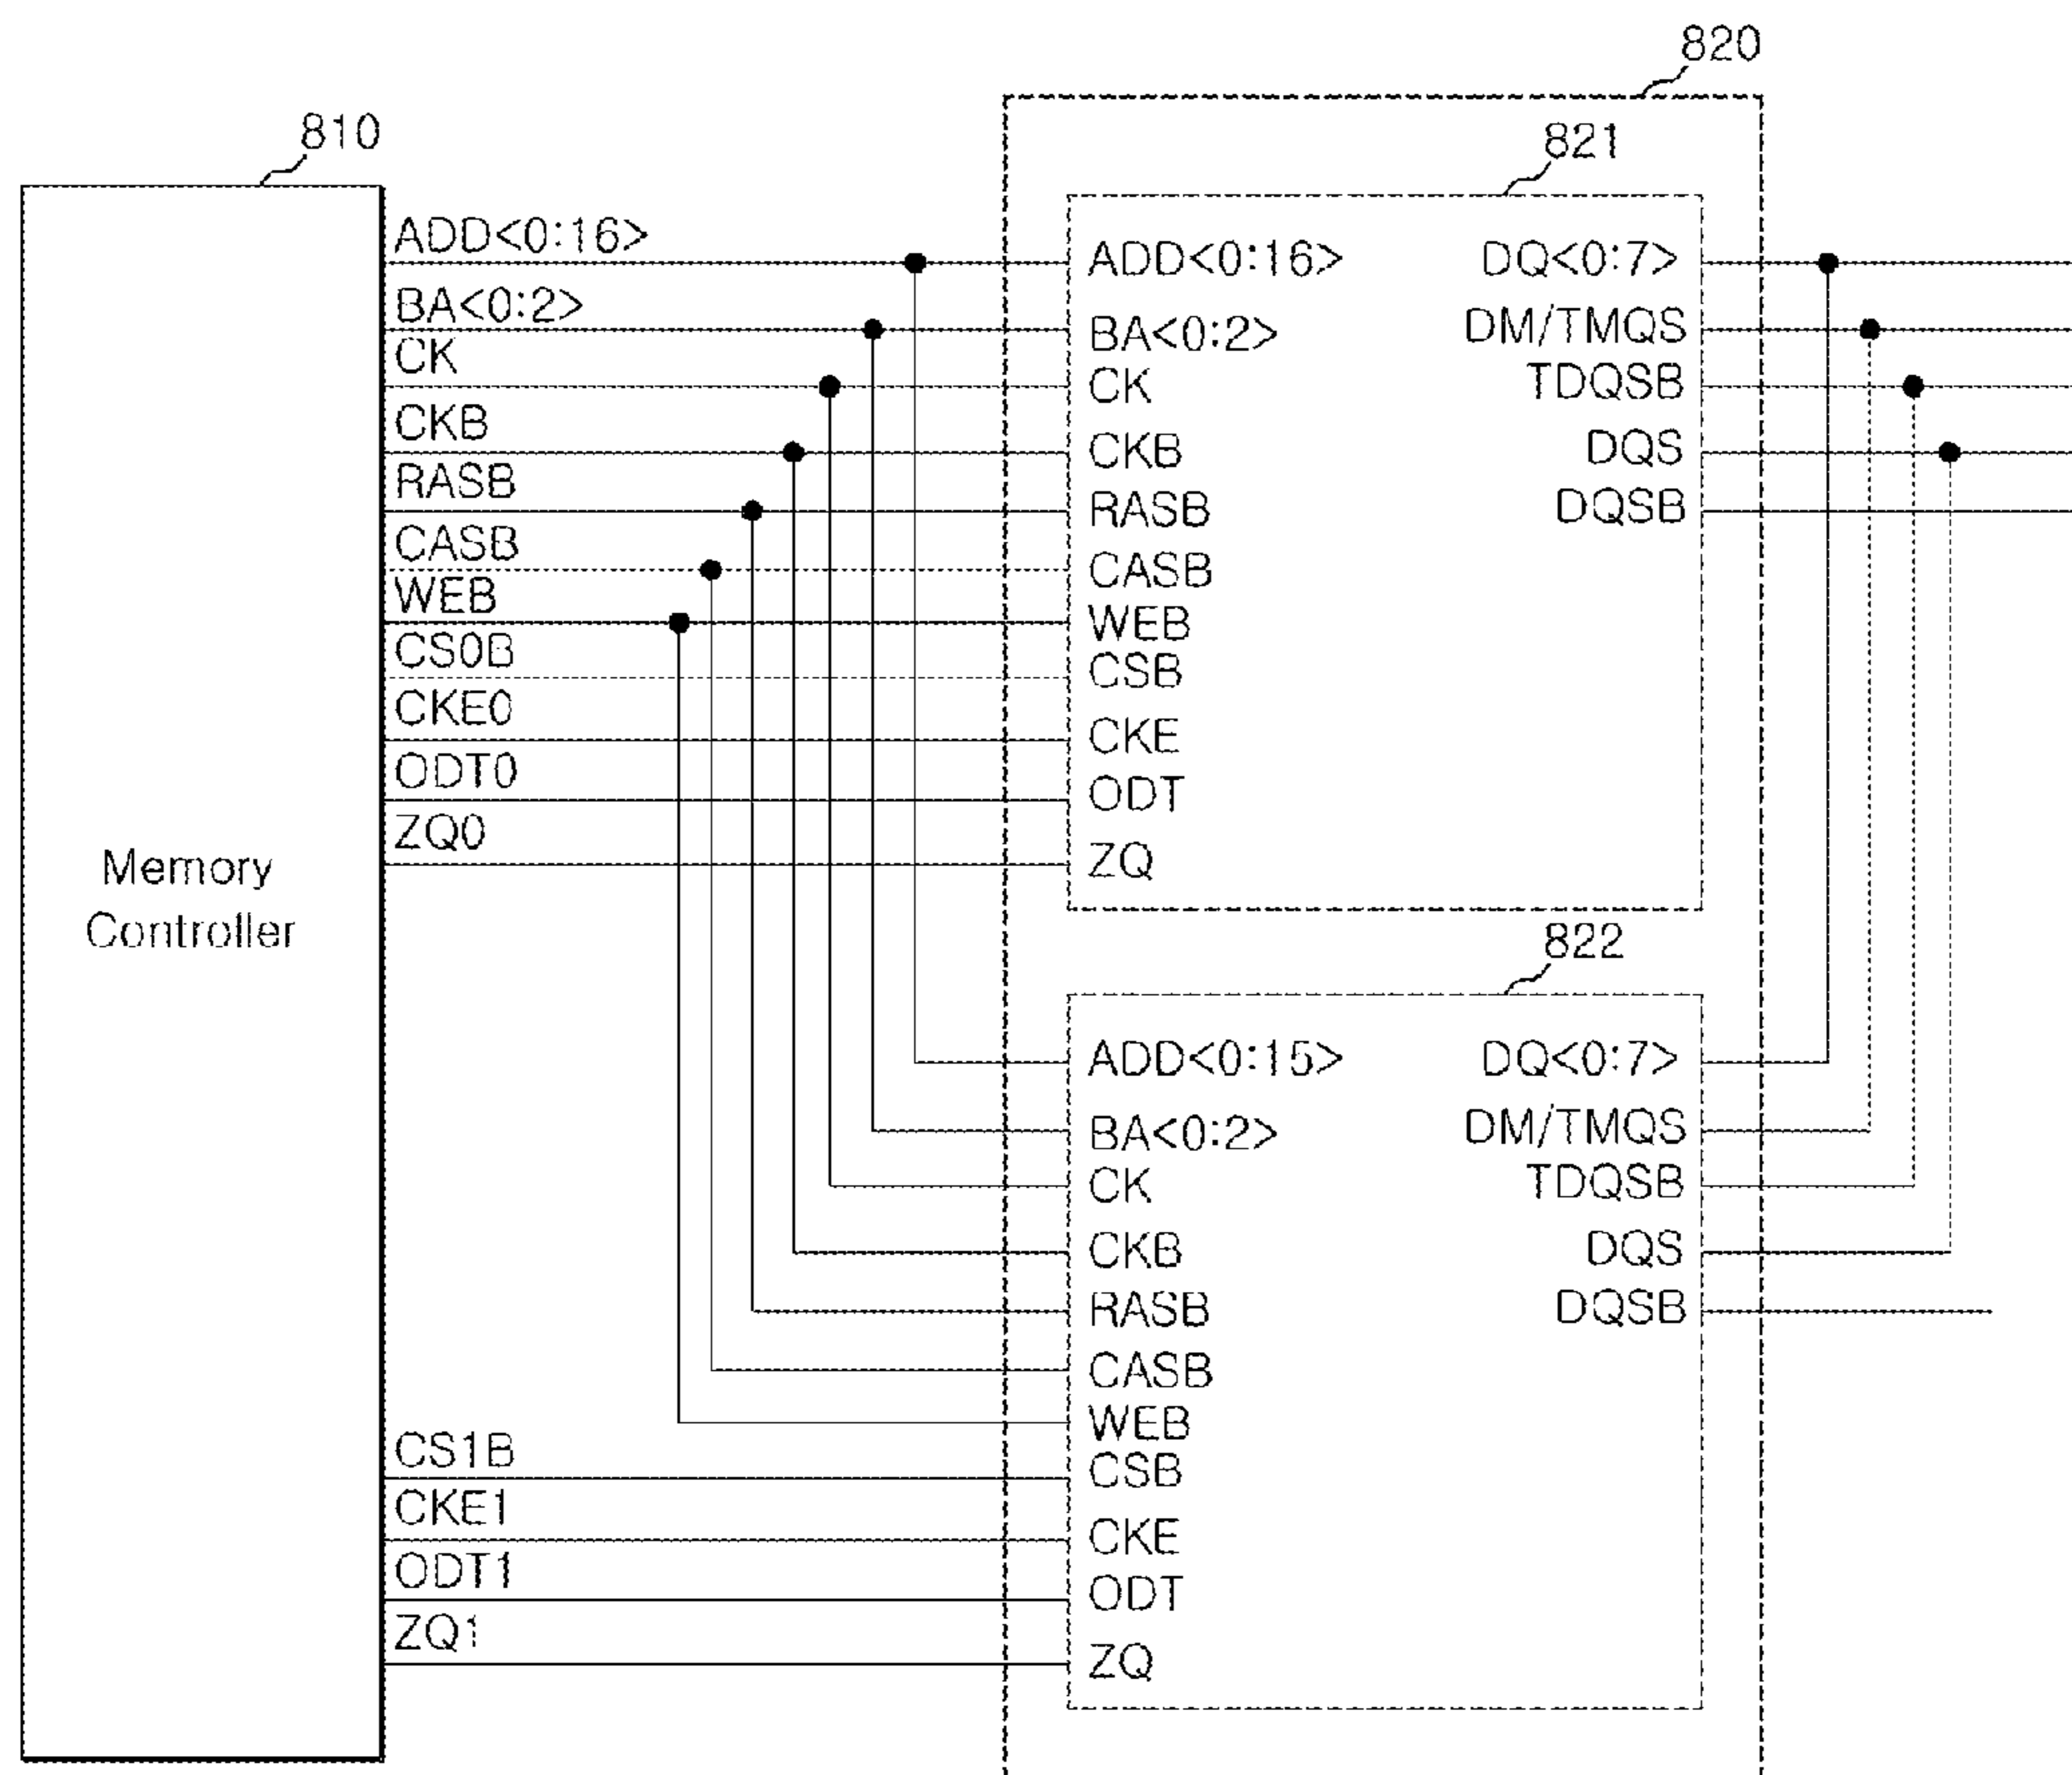 820
810
821
ADD<0:16>
BA<0:2>
CK
CKB
RASB
CASB
WEB
CS0B
CKE0
ODT0
ZQ0
Memory
Controller
CS1B
CKE1
ODT1
ZQ1
ADD<0:16>
BA<0:2>
CK
CKB
RASB
CASB
WEB
CSB
CKE
ODT
ZQ
DQ<0:7>
DM/TMQS
TDQSB
DQS
DQSB
822
ADD<0:15>
BA<0:2>
CK
CKB
RASB
CASB
WEB
CSB
CKE
ODT
ZQ
DQ<0:7>
DM/TMQS
TDQSB
DQS
DQSB